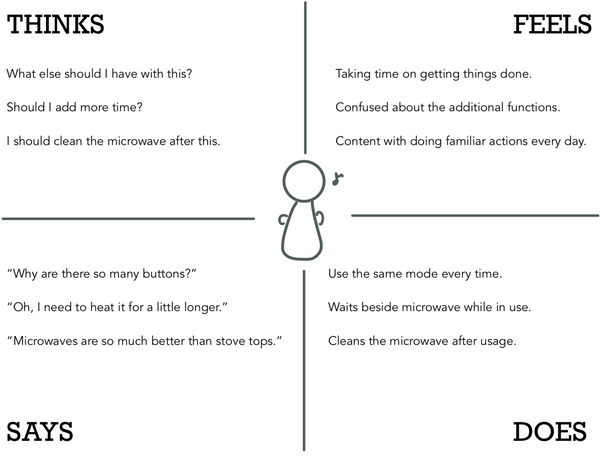 THINKS
What else should I have with this?
Should I add more time?
I should clean the microwave after this.
FEELS
Taking time on getting things done.
Confused about the additional functions.
Content with doing familiar actions every day.
“Why are there so many buttons?”
“Oh, I need to heat it for a little longer.”
“Microwaves are so much better than stove tops.”
SAYS
Use the same mode every time.
Waits beside microwave while in use.
Cleans the microwave after usage.
DOES